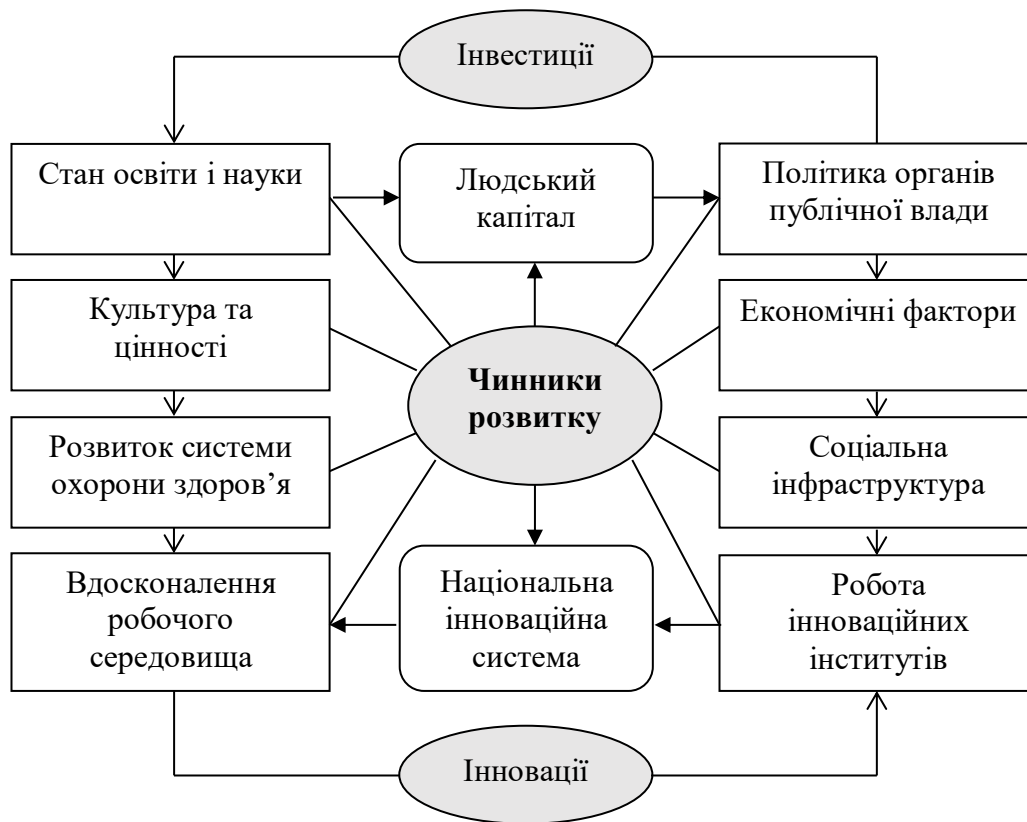 Інвестиції
Стан освіти і науки
Людський
капітал
Політика органів
публічної влади
Культура та
цінності
Економічні фактори
Чинники
розвитку
Розвиток системи
охорони здоров’я
Соціальна
інфраструктура
Вдосконалення
робочого
середовища
Національна
інноваційна
система
Робота
інноваційних
інститутів
Інновації